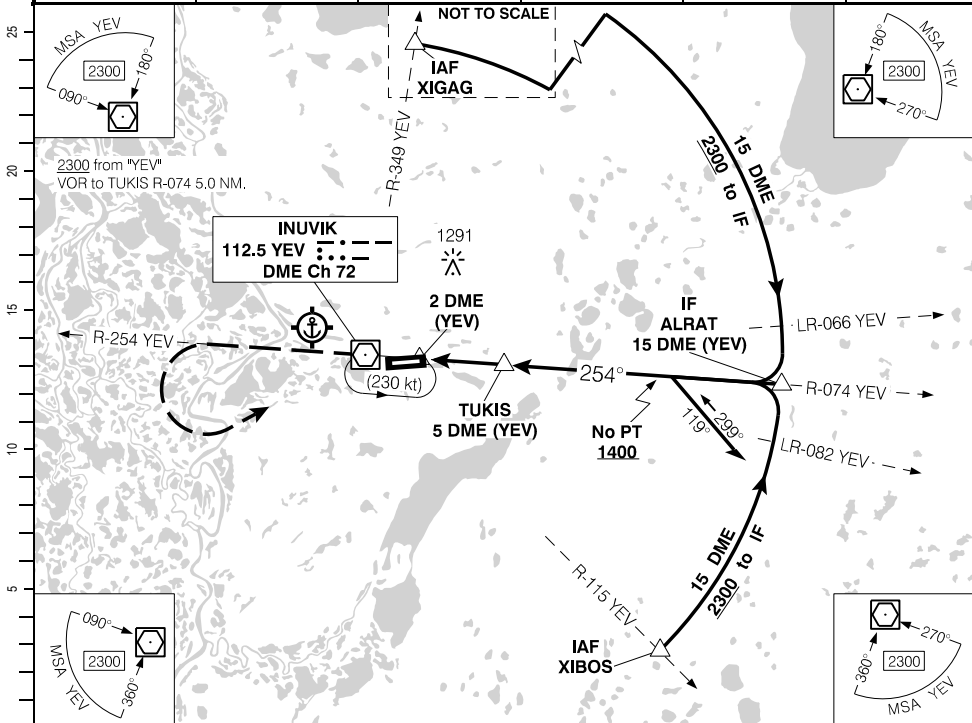 25
20
15
10
5
MSA YEV
2300
180°
090°
NOT TO SCALE
IAF
XIGAG
R-349 YEV
MSA YEV
2300
180°
270°
2300 from "YEV"
VOR to TUKIS R-074 5.0 NM.
15 DME
2300 to IF
INUVIK
112.5 YEV
DME Ch 72
1291
2 DME
(YEV)
IF
ALRAT
15 DME (YEV)
LR-066 YEV
R-254 YEV
(230 kt)
254°
R-074 YEV
TUKIS
5 DME (YEV)
No PT
1400
119°
299°
LR-082 YEV
R-115 YEV
15 DME
2300 to IF
IAF
XIBOS
090°
2300
360°
MSA YEV
360°
270°
2300
MSA YEV